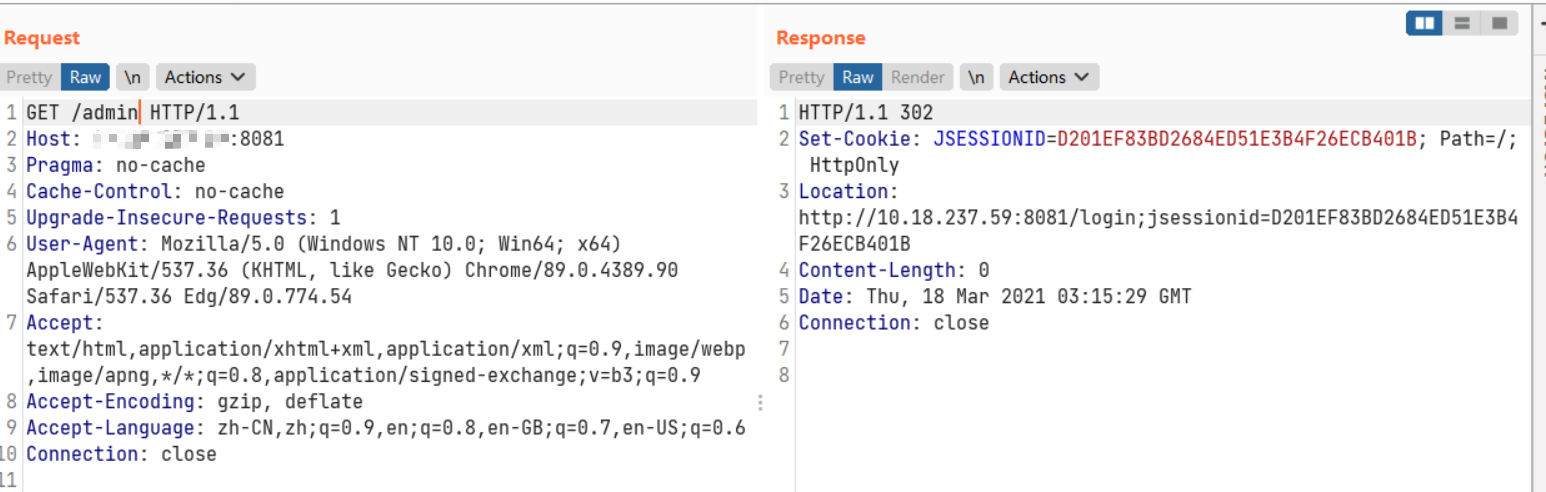 Request
Pretty Raw \n Actions
1 GET /admin HTTP/1.1
2 Host: :8081
3 Pragma: no-cache
4 Cache-Control: no-cache
5 Upgrade-Insecure-Requests: 1
6 User-Agent: Mozilla/5.0 (Windows NT 10.0; Win64; x64)
AppleWebKit/537.36 (KHTML, like Gecko) Chrome/89.0.4389.90
Safari/537.36 Edg/89.0.774.54
7 Accept:
text/html,application/xhtml+xml,application/xml;q=0.9,image/webp
,image/apng,*/*;q=0.8,application/signed-exchange;v=b3;q=0.9
8 Accept-Encoding: gzip, deflate
9 Accept-Language: zh-CN,zh;q=0.9,en;q=0.8,en-GB;q=0.7,en-US;q=0.6
10 Connection: close
11
Response
Pretty Raw Render \n Actions
1 HTTP/1.1 302
2 Set-Cookie: JSESSIONID=D201EF83BD2684ED51E3B4F26ECB401B; Path=/;
HttpOnly
3 Location:
http://10.18.237.59:8081/login;jsessionid=D201EF83BD2684ED51E3B4
F26ECB401B
4 Content-Length: 0
5 Date: Thu, 18 Mar 2021 03:15:29 GMT
6 Connection: close
7
8